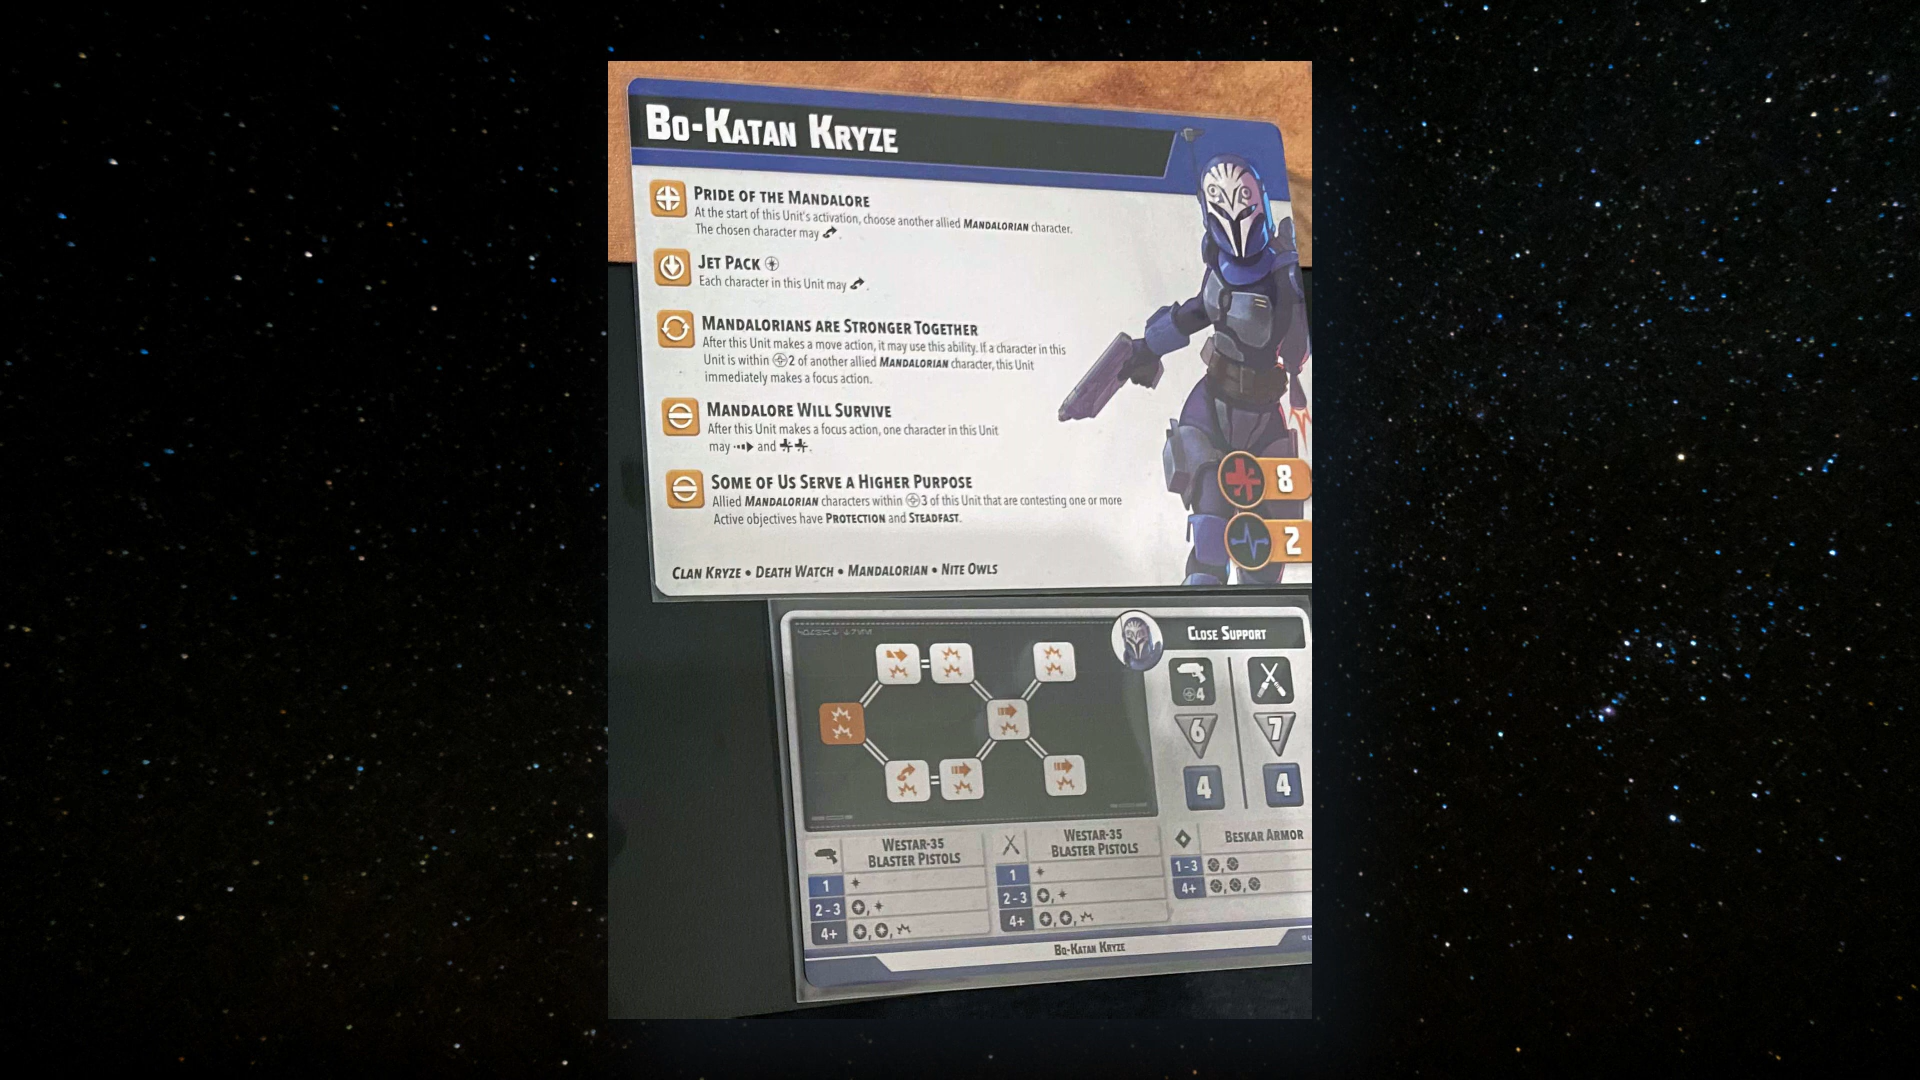 BO-KATAN KRYZE
PRIDE OF THE MANDALORE
At the start of this Unit's activation, choose another allied MANDALORIAN character.
The chosen character may .
JET PACK
Each character in this Unit may .
MANDALORIANS ARE STRONGER TOGETHER
After this Unit makes a move action, it may use this ability. If a character in this
Unit is within 2 of another allied MANDALORIAN character, this Unit
immediately makes a focus action.
MANDALORE WILL SURVIVE
After this Unit makes a focus action, one character in this Unit
may and .
SOME OF US SERVE A HIGHER PURPOSE
Allied MANDALORIAN characters within 3 of this Unit that are contesting one or more
Active objectives have PROTECTION and STEADFAST.
8
2
CLAN KRYZE • DEATH WATCH • MANDALORIAN • NITE OWLS
CLOSE SUPPORT
4
6 7
4 4
WESTAR-35
BLASTER PISTOLS
1
2-3 ,
4+ , ,
WESTAR-35
BLASTER PISTOLS
1
2-3 ,
4+ , ,
BESKAR ARMOR
1-3 ,
4+ , ,
BO-KATAN KRYZE